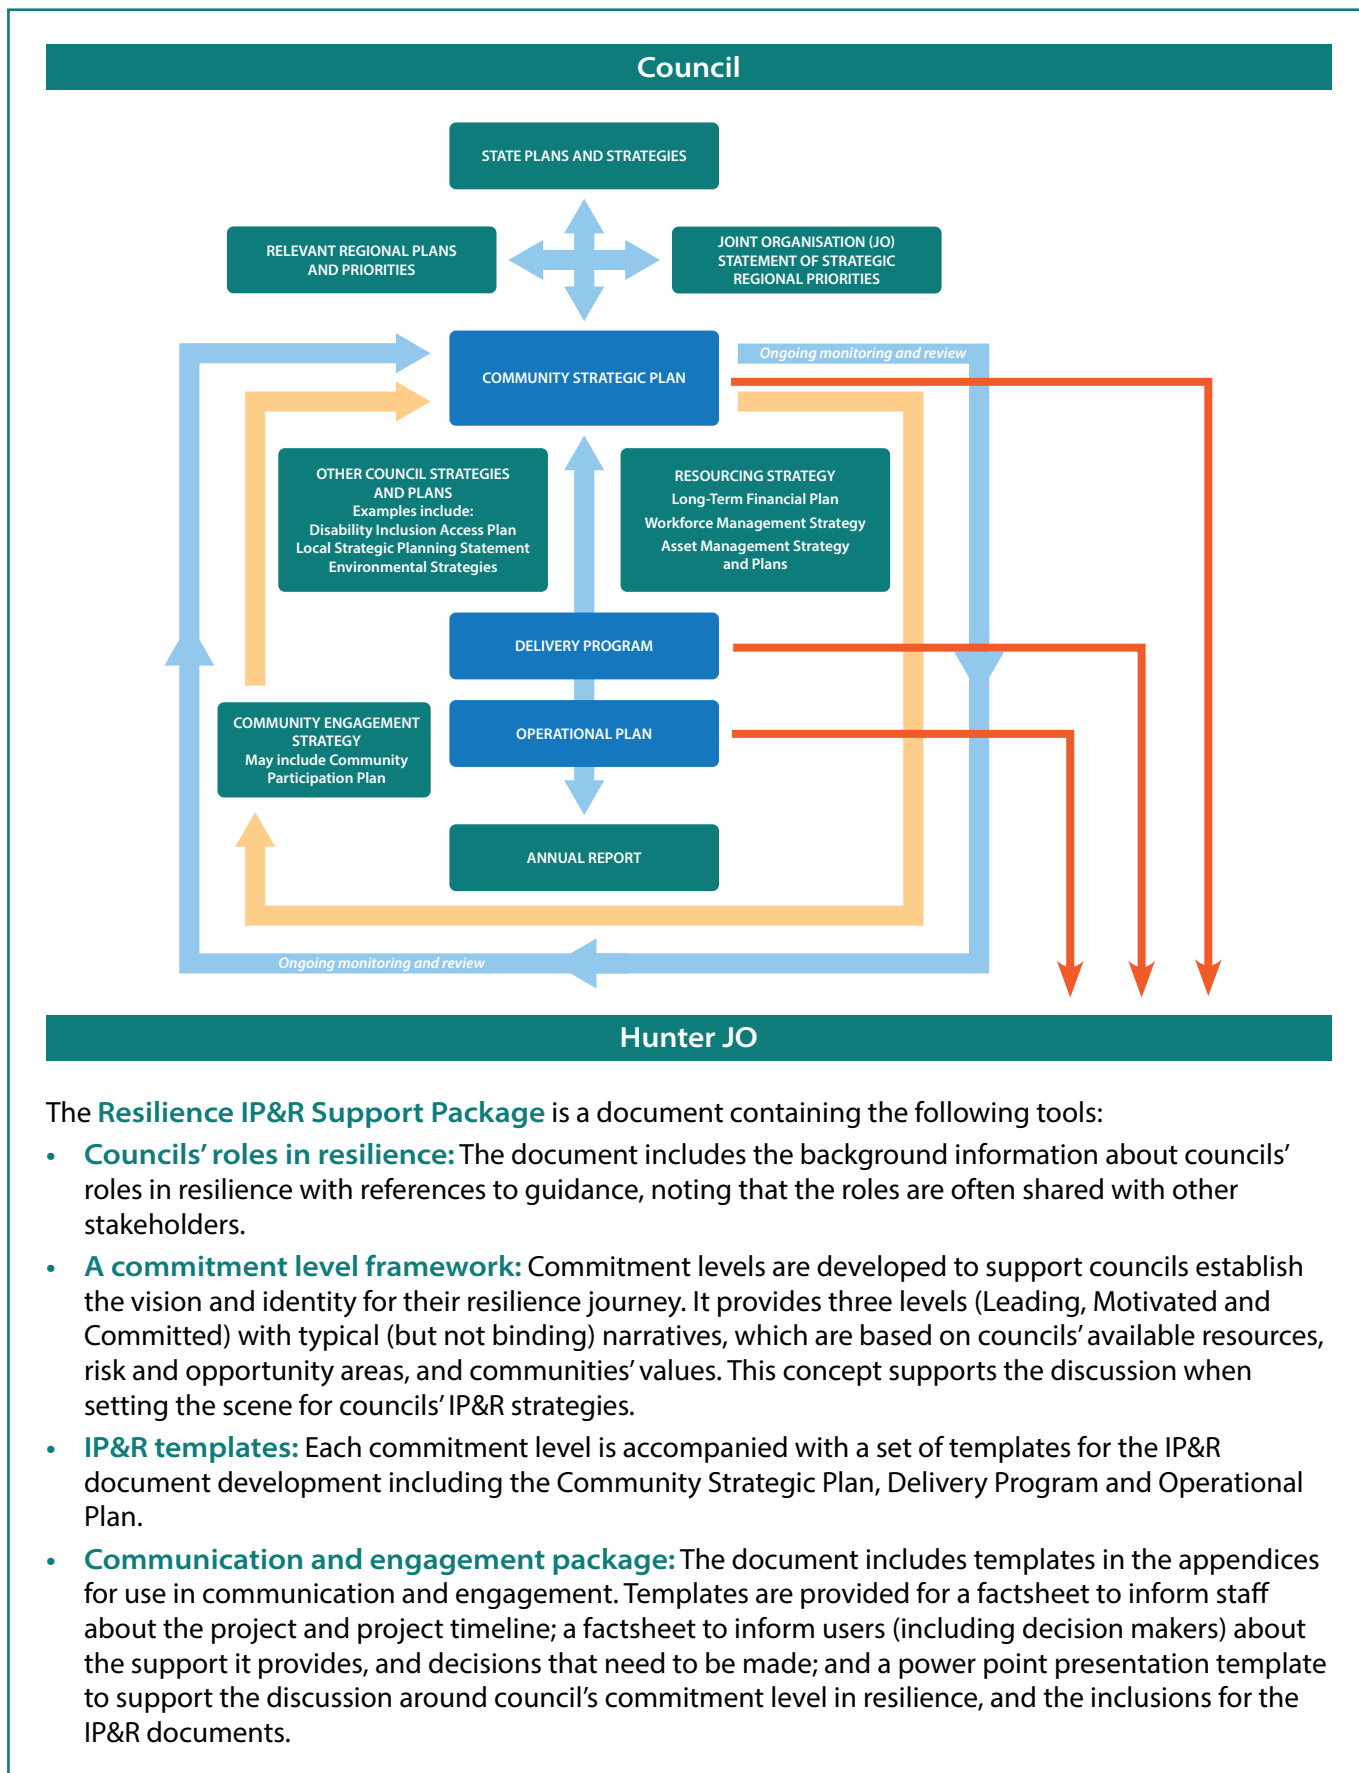 Council
STATE PLANS AND STRATEGIES
RELEVANT REGIONAL PLANS
AND PRIORITIES
JOINT ORGANISATION (JO)
STATEMENT OF STRATEGIC
REGIONAL PRIORITIES
COMMUNITY STRATEGIC PLAN
Ongoing monitoring and review
OTHER COUNCIL STRATEGIES
AND PLANS
Examples include:
Disability Inclusion Access Plan
Local Strategic Planning Statement
Environmental Strategies
RESOURCING STRATEGY
Long-Term Financial Plan
Workforce Management Strategy
Asset Management Strategy
and Plans
DELIVERY PROGRAM
COMMUNITY ENGAGEMENT
STRATEGY
May include Community
Participation Plan
OPERATIONAL PLAN
ANNUAL REPORT
Ongoing monitoring and review
Hunter JO
The Resilience IP&R Support Package is a document containing the following tools:
• Councils’ roles in resilience: The document includes the background information about councils’
roles in resilience with references to guidance, noting that the roles are often shared with other
stakeholders.
• A commitment level framework: Commitment levels are developed to support councils establish
the vision and identity for their resilience journey. It provides three levels (Leading, Motivated and
Committed) with typical (but not binding) narratives, which are based on councils’ available resources,
risk and opportunity areas, and communities’ values. This concept supports the discussion when
setting the scene for councils’ IP&R strategies.
• IP&R templates: Each commitment level is accompanied with a set of templates for the IP&R
document development including the Community Strategic Plan, Delivery Program and Operational
Plan.
• Communication and engagement package: The document includes templates in the appendices
for use in communication and engagement. Templates are provided for a factsheet to inform staff
about the project and project timeline; a factsheet to inform users (including decision makers) about
the support it provides, and decisions that need to be made; and a power point presentation template
to support the discussion around council’s commitment level in resilience, and the inclusions for the
IP&R documents.